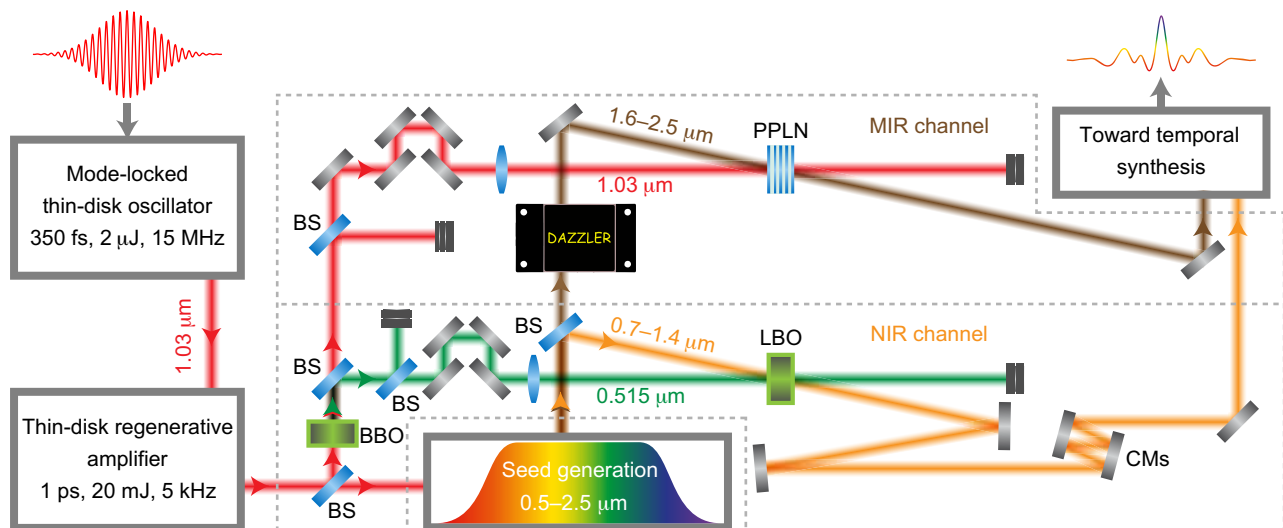 Mode-locked
thin-disk oscillator
350 fs, 2 μJ, 15 MHz
1.03 μm
Thin-disk regenerative
amplifier
1 ps, 20 mJ, 5 kHz
BS
BBO
BS
BS
BS
1.03 μm
DAZZLER
1.6–2.5 μm
PPLN
MIR channel
Toward temporal
synthesis
BS
0.7–1.4 μm
LBO
NIR channel
0.515 μm
Seed generation
0.5–2.5 μm
CMs